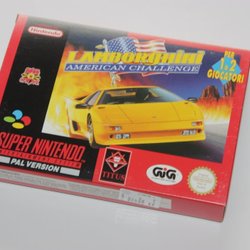 Nintendo
Lamborghini
AMERICAN CHALLENGE
PER
1•2
GIOCATORI
SUPER NINTENDO
ENTERTAINMENT SYSTEM
PAL VERSION
TITUS
GiG